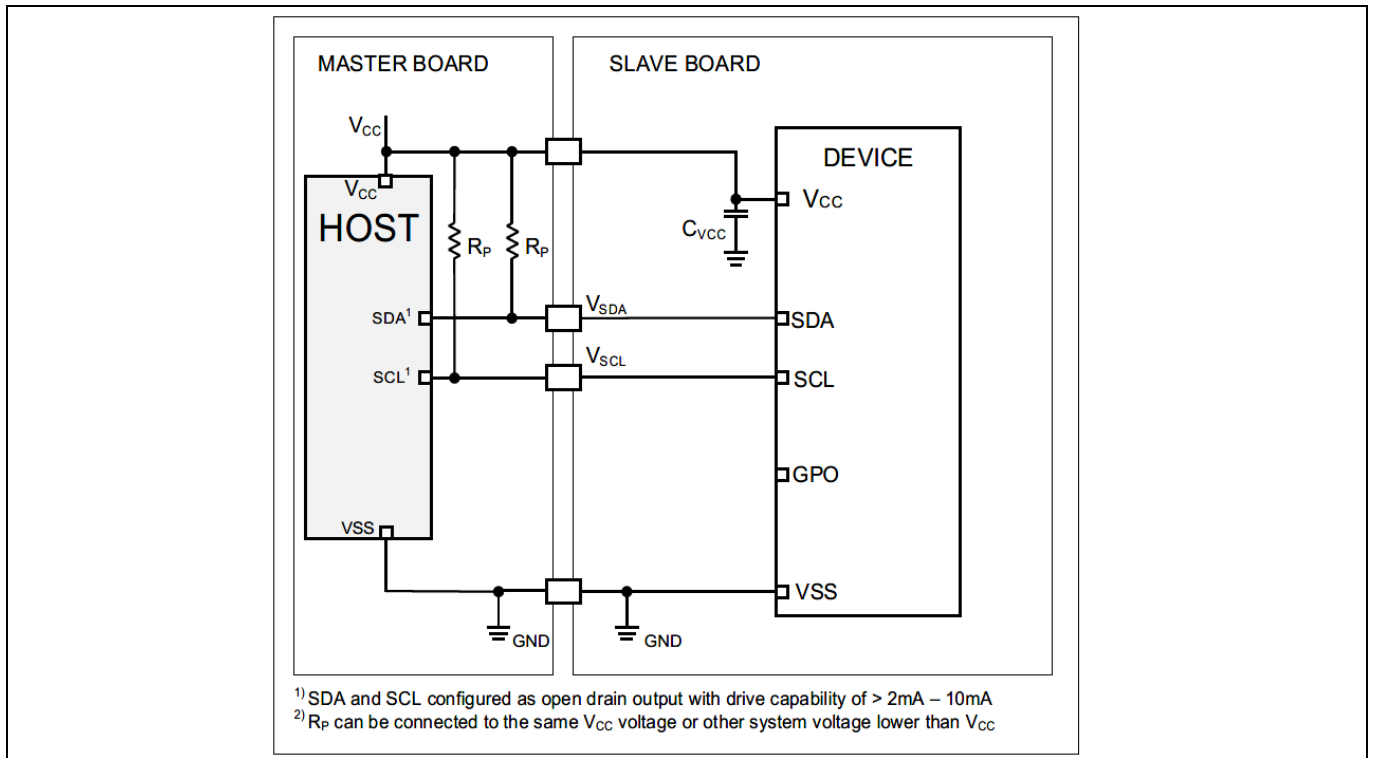 MASTER BOARD
SLAVE BOARD
VCC
VCC
HOST
RP
RP
SDA1
SCL1
VSS
GND
VSDA
VSCL
CVCC
GND
DEVICE
VCC
SDA
SCL
GPO
VSS
1) SDA and SCL configured as open drain output with drive capability of > 2mA – 10mA
2) RP can be connected to the same VCC voltage or other system voltage lower than VCC